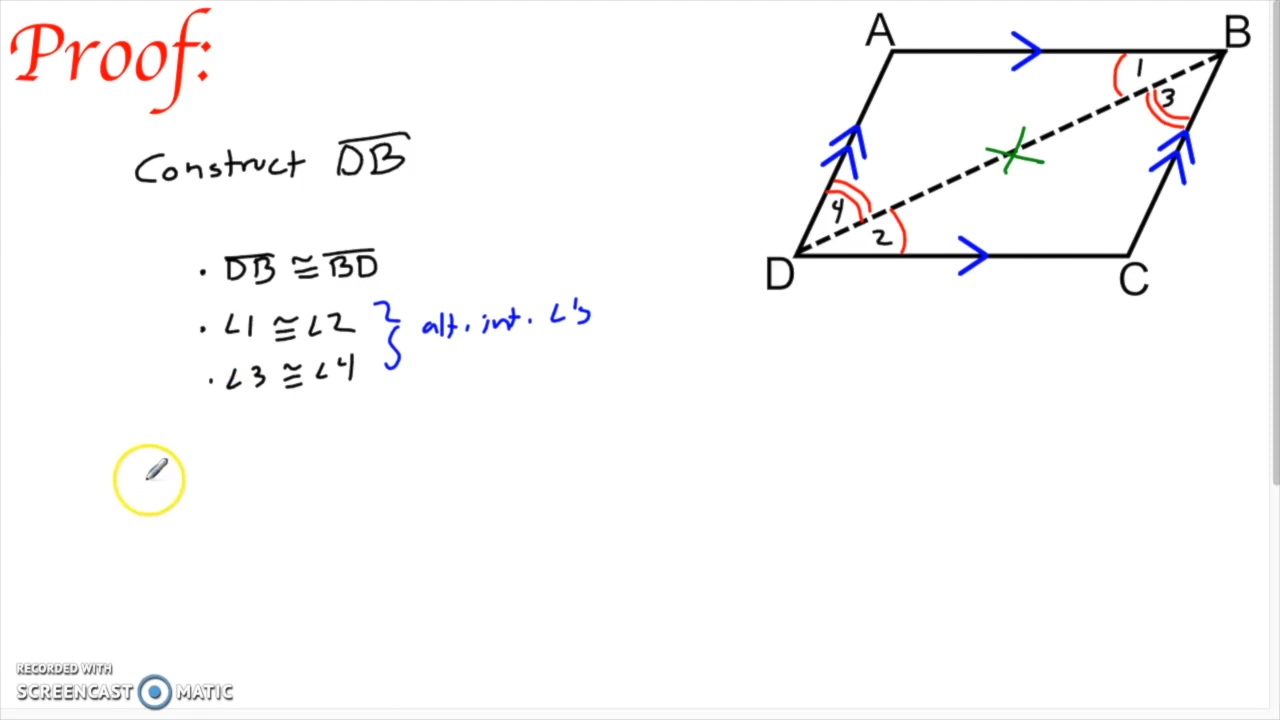 Proof:
Construct DB
· DB ≅ BD
· ∠1 ≅ ∠2
· ∠3 ≅ ∠4
alt. int. ∠'s
A
B
1
3
4
2
D
C
RECORDED WITH
SCREENCAST MATIC